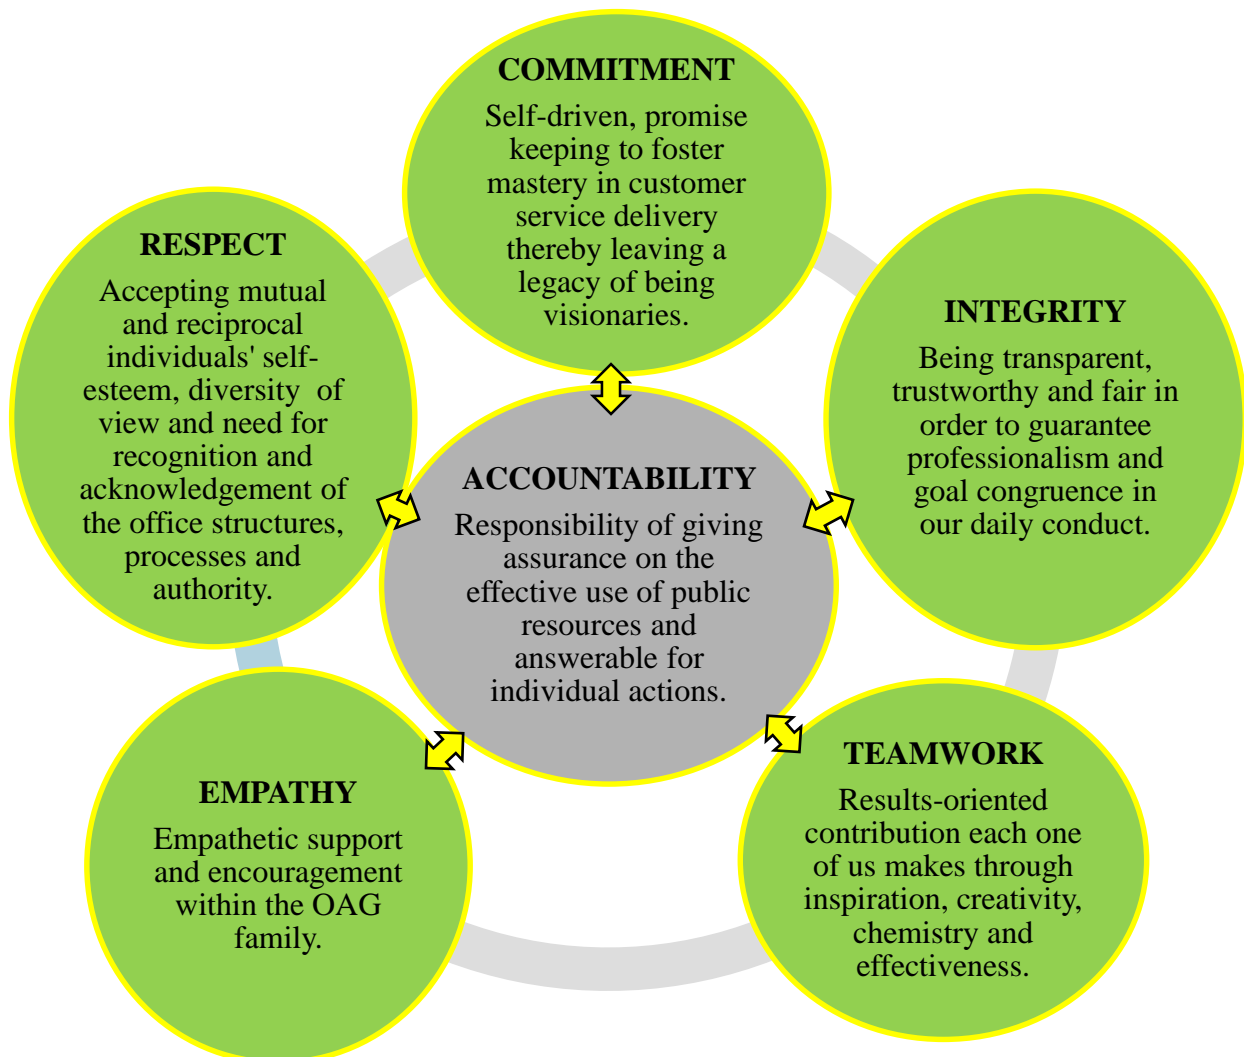 COMMITMENT
Self-driven, promise
keeping to foster
mastery in customer
service delivery
thereby leaving a
legacy of being
visionaries.
RESPECT
Accepting mutual
and reciprocal
individuals' self-
esteem, diversity of
view and need for
recognition and
acknowledgement of
the office structures,
processes and
authority.
INTEGRITY
Being transparent,
trustworthy and fair in
order to guarantee
professionalism and
goal congruence in
our daily conduct.
ACCOUNTABILITY
Responsibility of giving
assurance on the
effective use of public
resources and
answerable for
individual actions.
EMPATHY
Empathetic support
and encouragement
within the OAG
family.
TEAMWORK
Results-oriented
contribution each one
of us makes through
inspiration, creativity,
chemistry and
effectiveness.